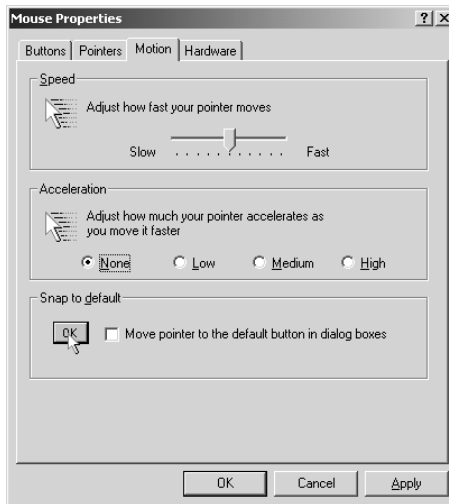 Mouse Properties
Buttons Pointers Motion Hardware
Speed
Adjust how fast your pointer moves
Slow Fast
Acceleration
Adjust how much your pointer accelerates as
you move it faster
None Low Medium High
Snap to default
OK Move pointer to the default button in dialog boxes
OK Cancel Apply